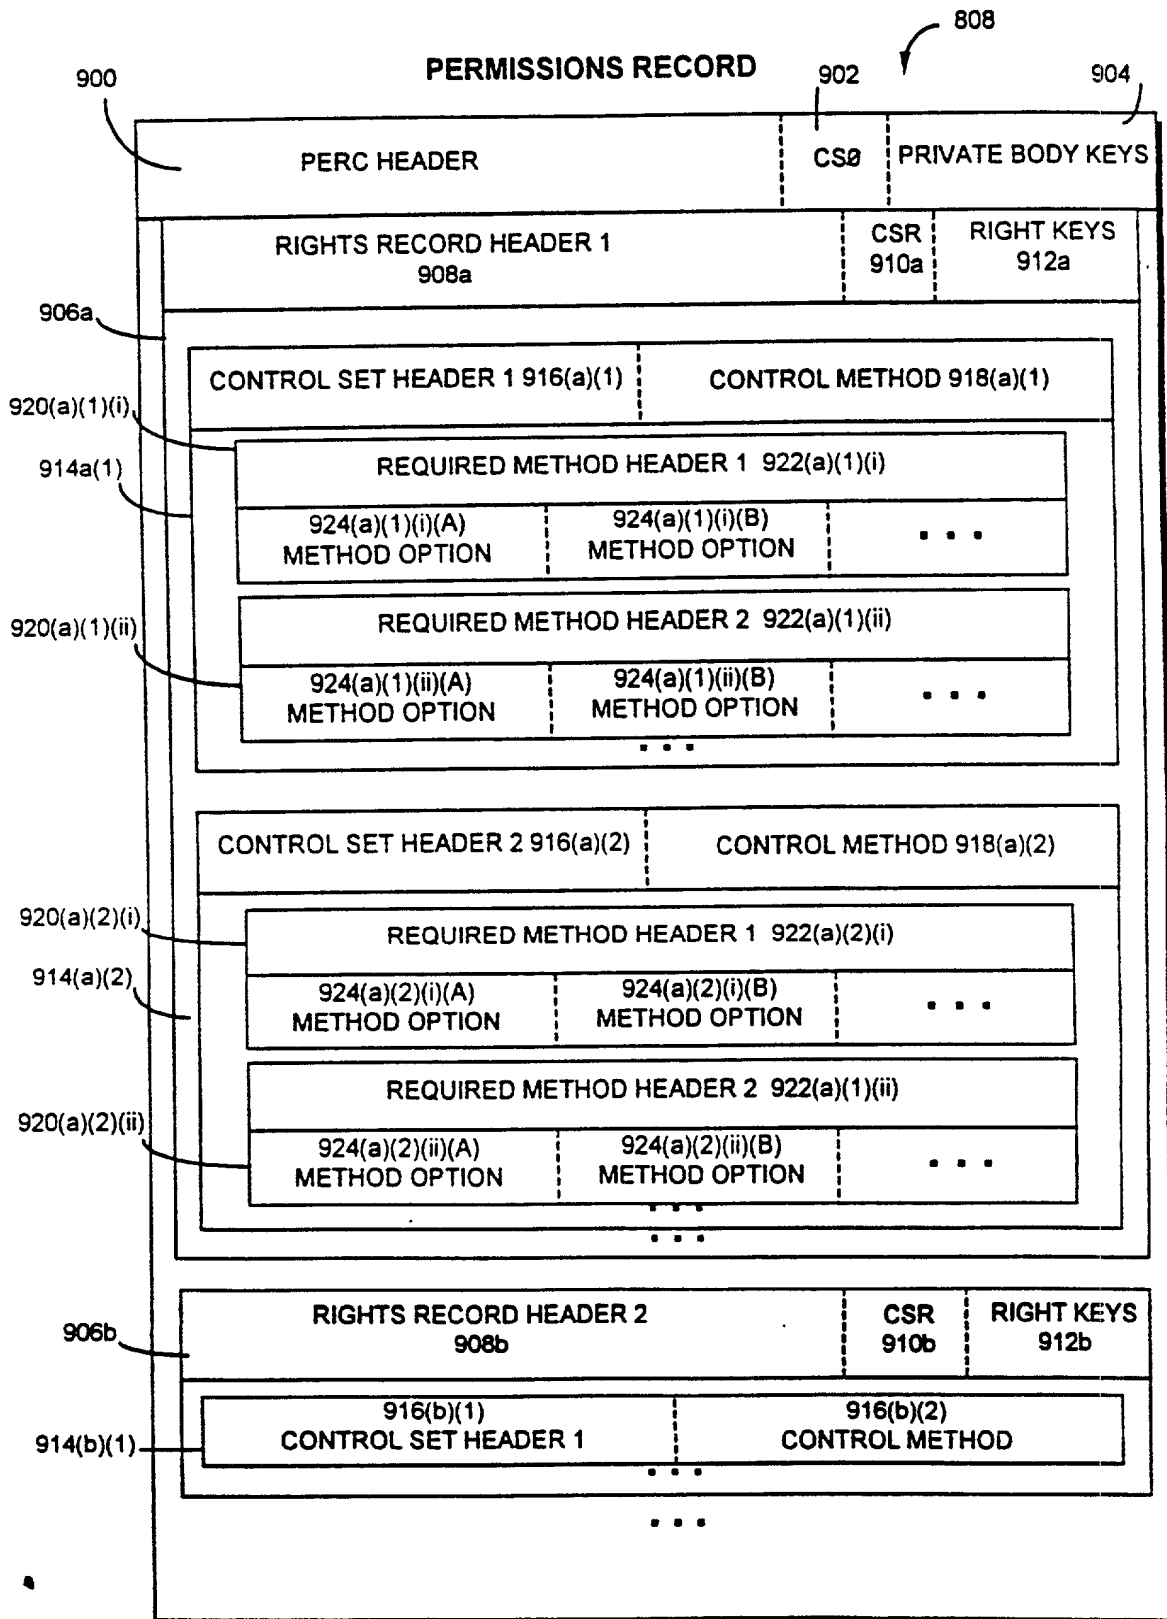 808
PERMISSIONS RECORD
900
902
904
PERC HEADER
CSØ
PRIVATE BODY KEYS
RIGHTS RECORD HEADER 1
908a
CSR
910a
RIGHT KEYS
912a
906a
CONTROL SET HEADER 1 916(a)(1)
CONTROL METHOD 918(a)(1)
920(a)(1)(i)
REQUIRED METHOD HEADER 1 922(a)(1)(i)
914a(1)
924(a)(1)(i)(A)
METHOD OPTION
924(a)(1)(i)(B)
METHOD OPTION
...
920(a)(1)(ii)
REQUIRED METHOD HEADER 2 922(a)(1)(ii)
924(a)(1)(ii)(A)
METHOD OPTION
924(a)(1)(ii)(B)
METHOD OPTION
...
...
CONTROL SET HEADER 2 916(a)(2)
CONTROL METHOD 918(a)(2)
920(a)(2)(i)
REQUIRED METHOD HEADER 1 922(a)(2)(i)
914(a)(2)
924(a)(2)(i)(A)
METHOD OPTION
924(a)(2)(i)(B)
METHOD OPTION
...
REQUIRED METHOD HEADER 2 922(a)(1)(ii)
920(a)(2)(ii)
924(a)(2)(ii)(A)
METHOD OPTION
924(a)(2)(ii)(B)
METHOD OPTION
...
...
...
906b
RIGHTS RECORD HEADER 2
908b
CSR
910b
RIGHT KEYS
912b
914(b)(1)
916(b)(1)
CONTROL SET HEADER 1
916(b)(2)
CONTROL METHOD
...
...